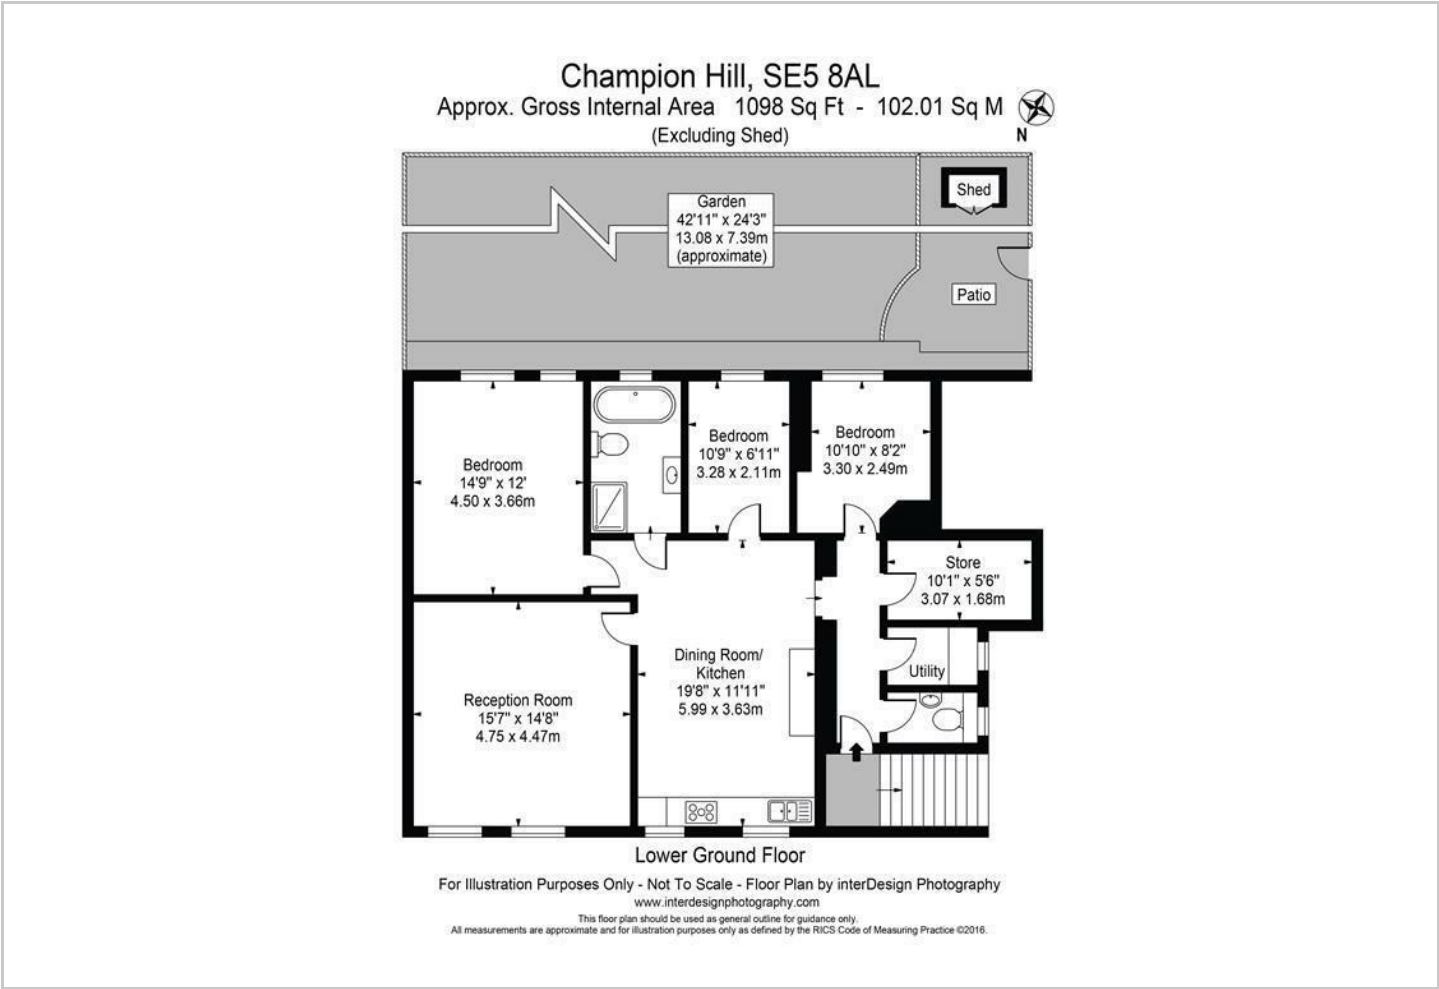 Champion Hill, SE5 8AL
Approx. Gross Internal Area 1098 Sq Ft - 102.01 Sq M
(Excluding Shed)
N
Shed
Garden
42'11" x 24'3"
13.08 x 7.39m
(approximate)
Patio
Bedroom
14'9" x 12'
4.50 x 3.66m
Bedroom
10'9" x 6'11"
3.28 x 2.11m
Bedroom
10'10" x 8'2"
3.30 x 2.49m
Store
10'1" x 5'6"
3.07 x 1.68m
Utility
Dining Room/
Kitchen
19'8" x 11'11"
5.99 x 3.63m
Reception Room
15'7" x 14'8"
4.75 x 4.47m
Lower Ground Floor
For Illustration Purposes Only - Not To Scale - Floor Plan by interDesign Photography
www.interdesignphotography.com
This floor plan should be used as general outline for guidance only.
All measurements are approximate and for illustration purposes only as defined by the RICS Code of Measuring Practice ©2016.